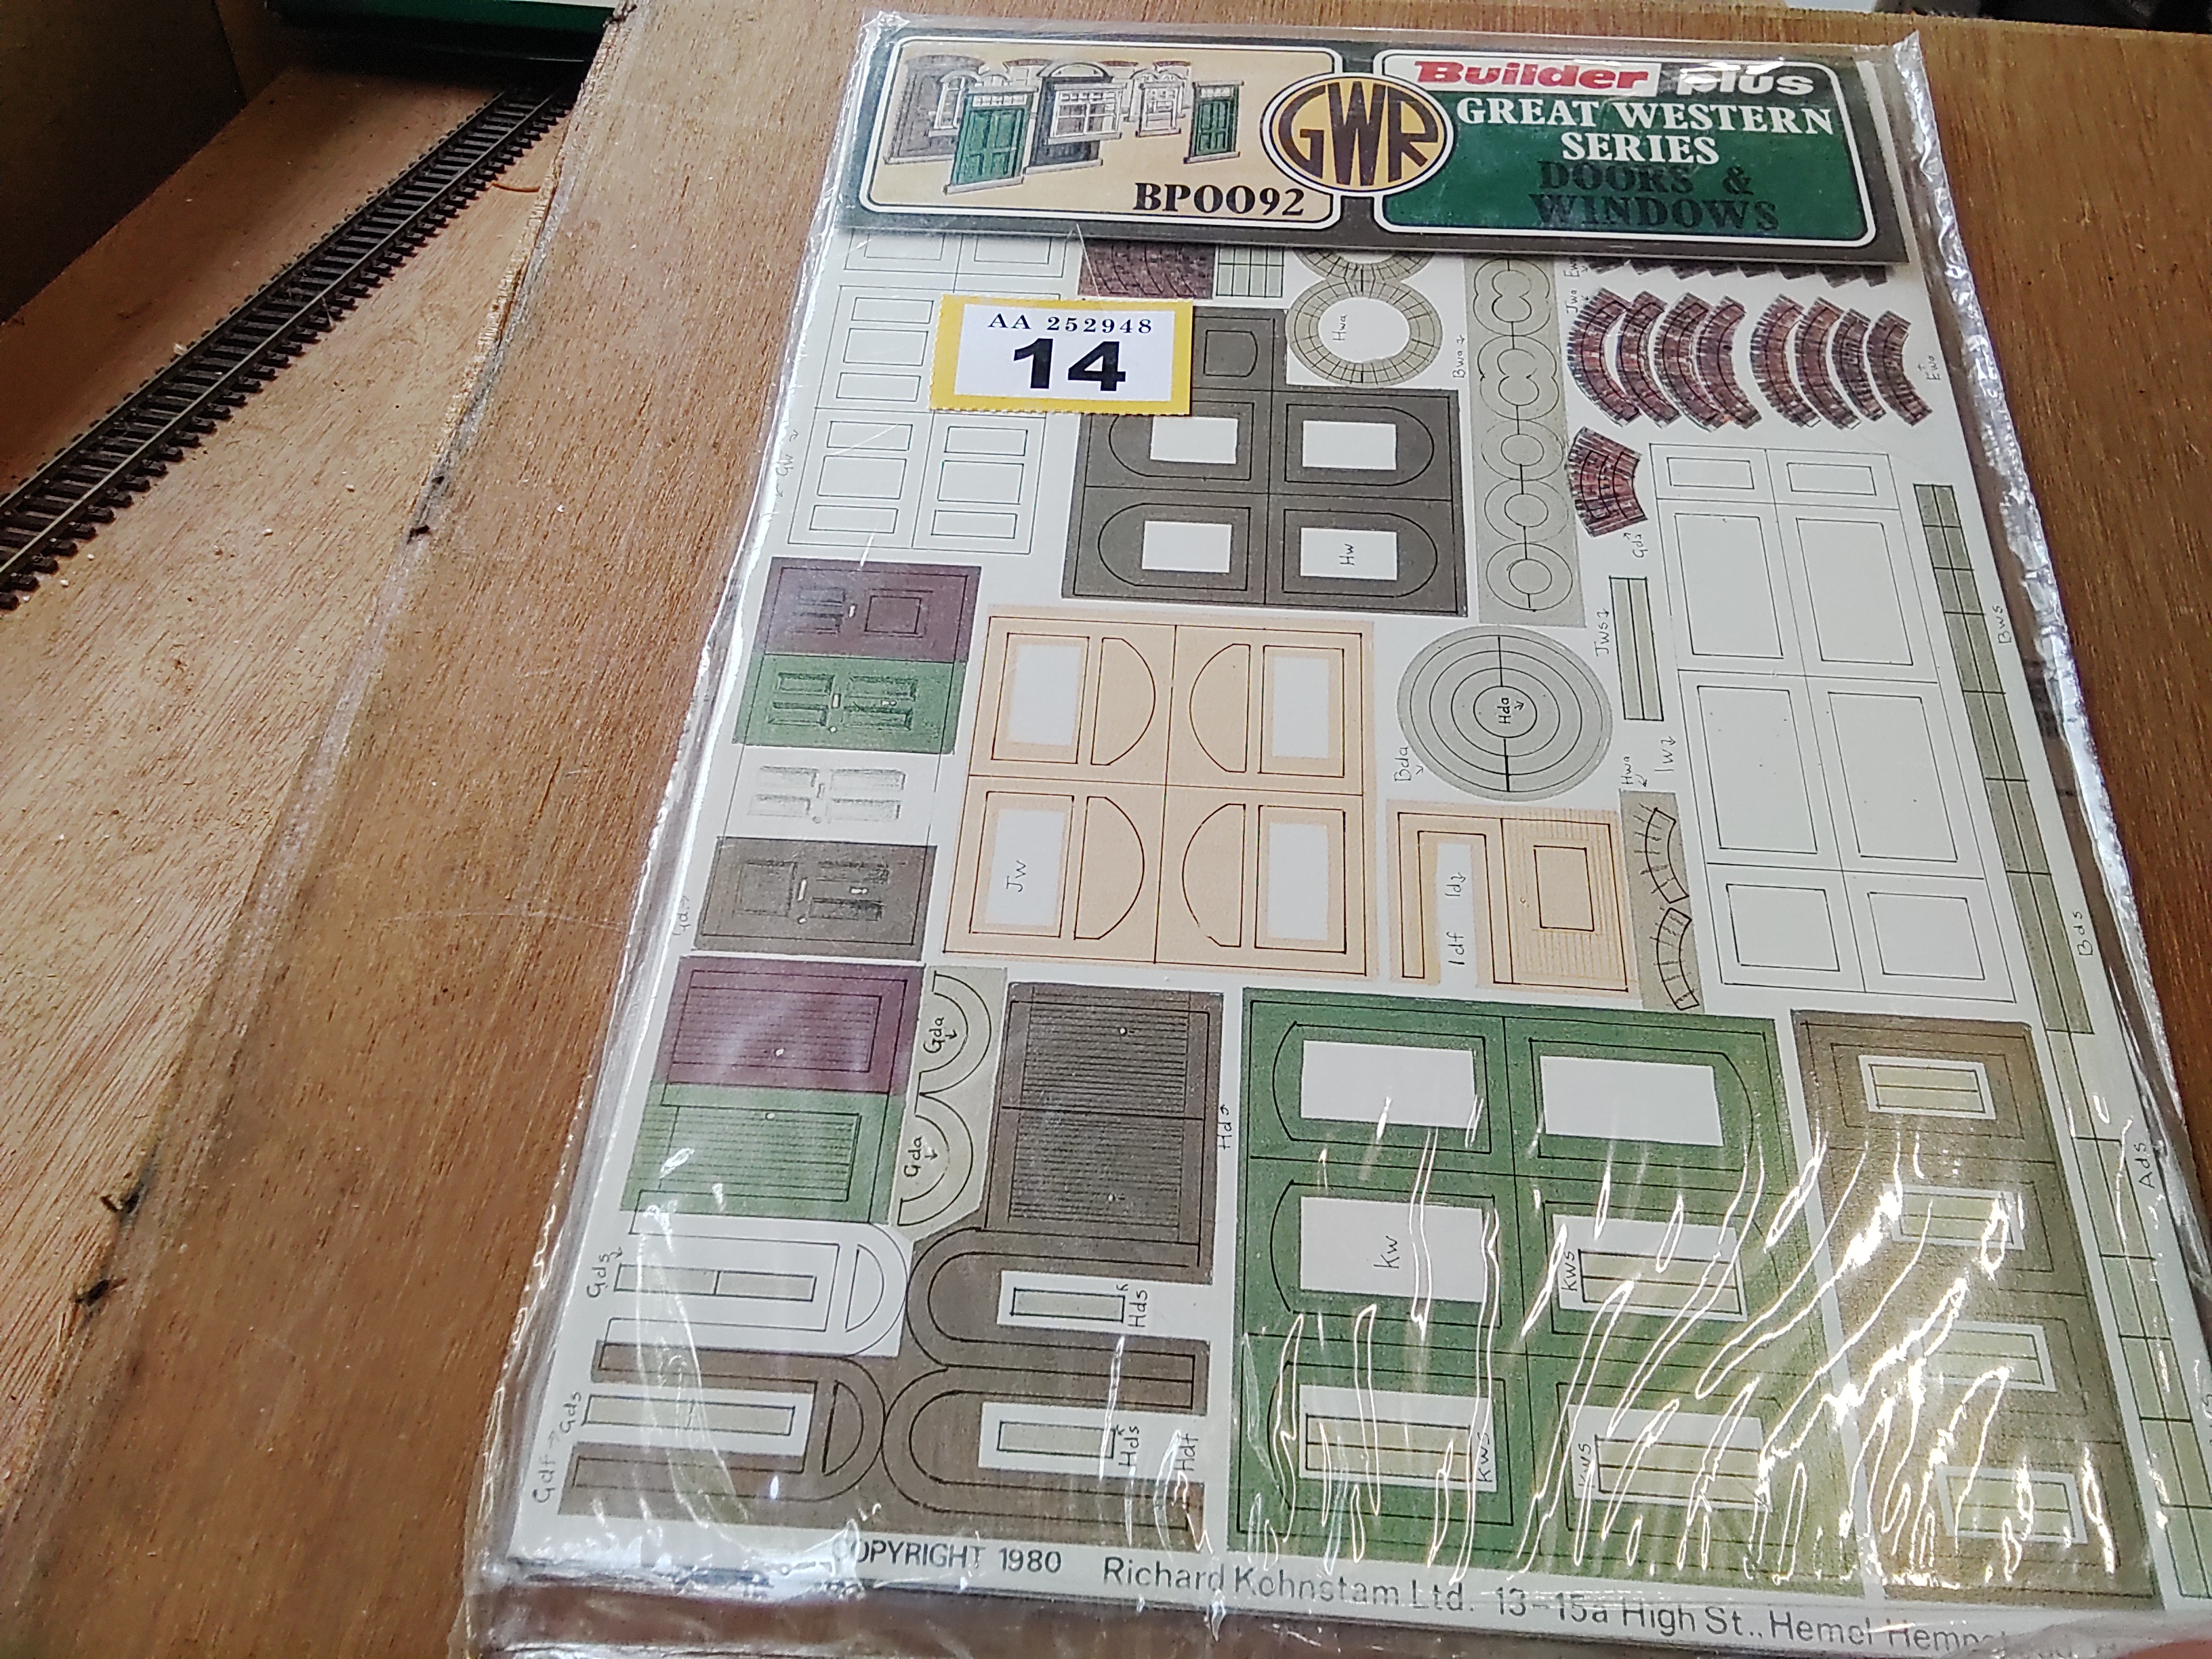 Builder plus
GREAT WESTERN
SERIES
DOORS &
WINDOWS
GWR
BP0092
AA 252948
14
Hwa
Bwa
Jwa
Ewa
Ewa
Gw
Hw
Gda
Jws
Bws
Hda
Bda
Hwa
Iw
Jw
Idf
Id
Gd
Bds
Gda
Gda
Hd
Ads
Gds
Hds
Kw
Kws
Gdf
Gds
Hds
Hdf
Kws
Kws
COPYRIGHT 1980 Richard Kohnstam Ltd. 13-15a High St., Hemel